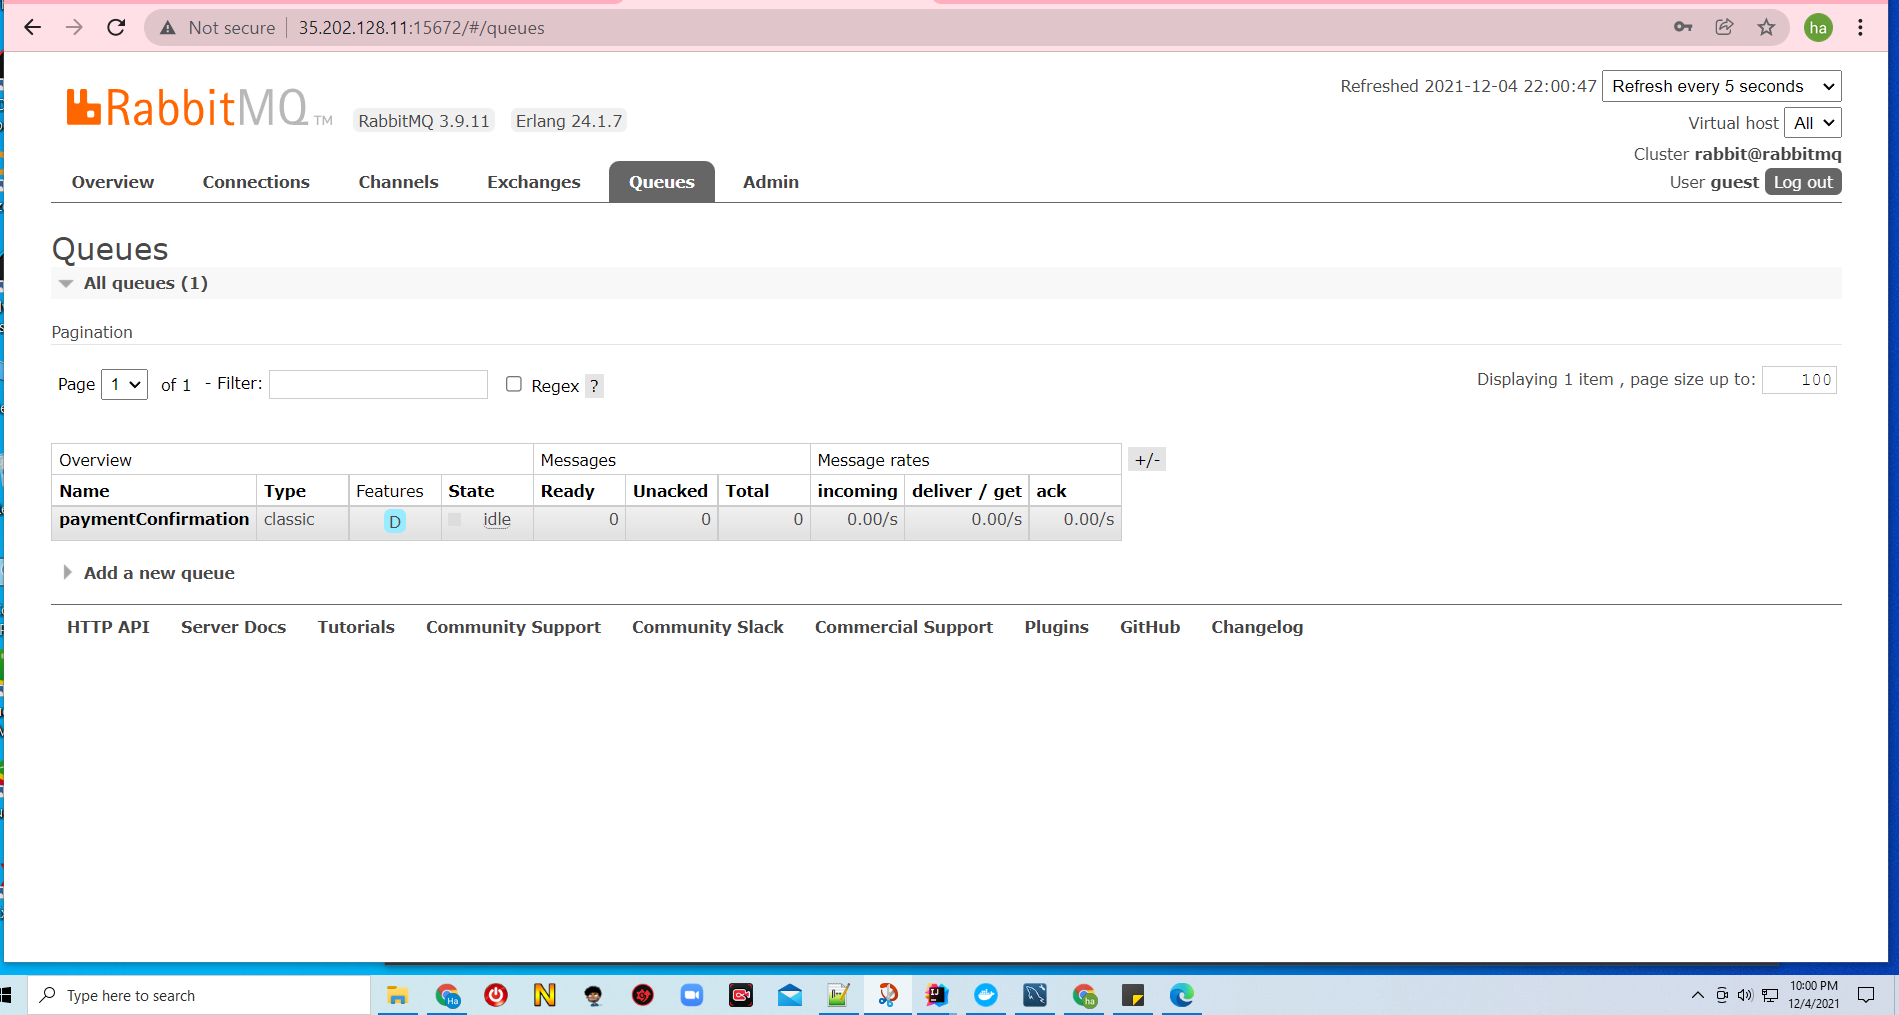 Not secure 35.202.128.11:15672/#/queues ha
Refreshed 2021-12-04 22:00:47 Refresh every 5 seconds
RabbitMQ TM RabbitMQ 3.9.11 Erlang 24.1.7
Virtual host All
Cluster rabbit@rabbitmq
User guest Log out
Overview Connections Channels Exchanges Queues Admin
Queues
All queues (1)
Pagination
Page 1 of 1 - Filter: Regex ?
Displaying 1 item , page size up to: 100
Overview Messages Message rates +/-
Name Type Features State Ready Unacked Total incoming deliver / get ack
paymentConfirmation classic D idle 0 0 0 0.00/s 0.00/s 0.00/s
Add a new queue
HTTP API Server Docs Tutorials Community Support Community Slack Commercial Support Plugins GitHub Changelog
Type here to search
10:00 PM
12/4/2021